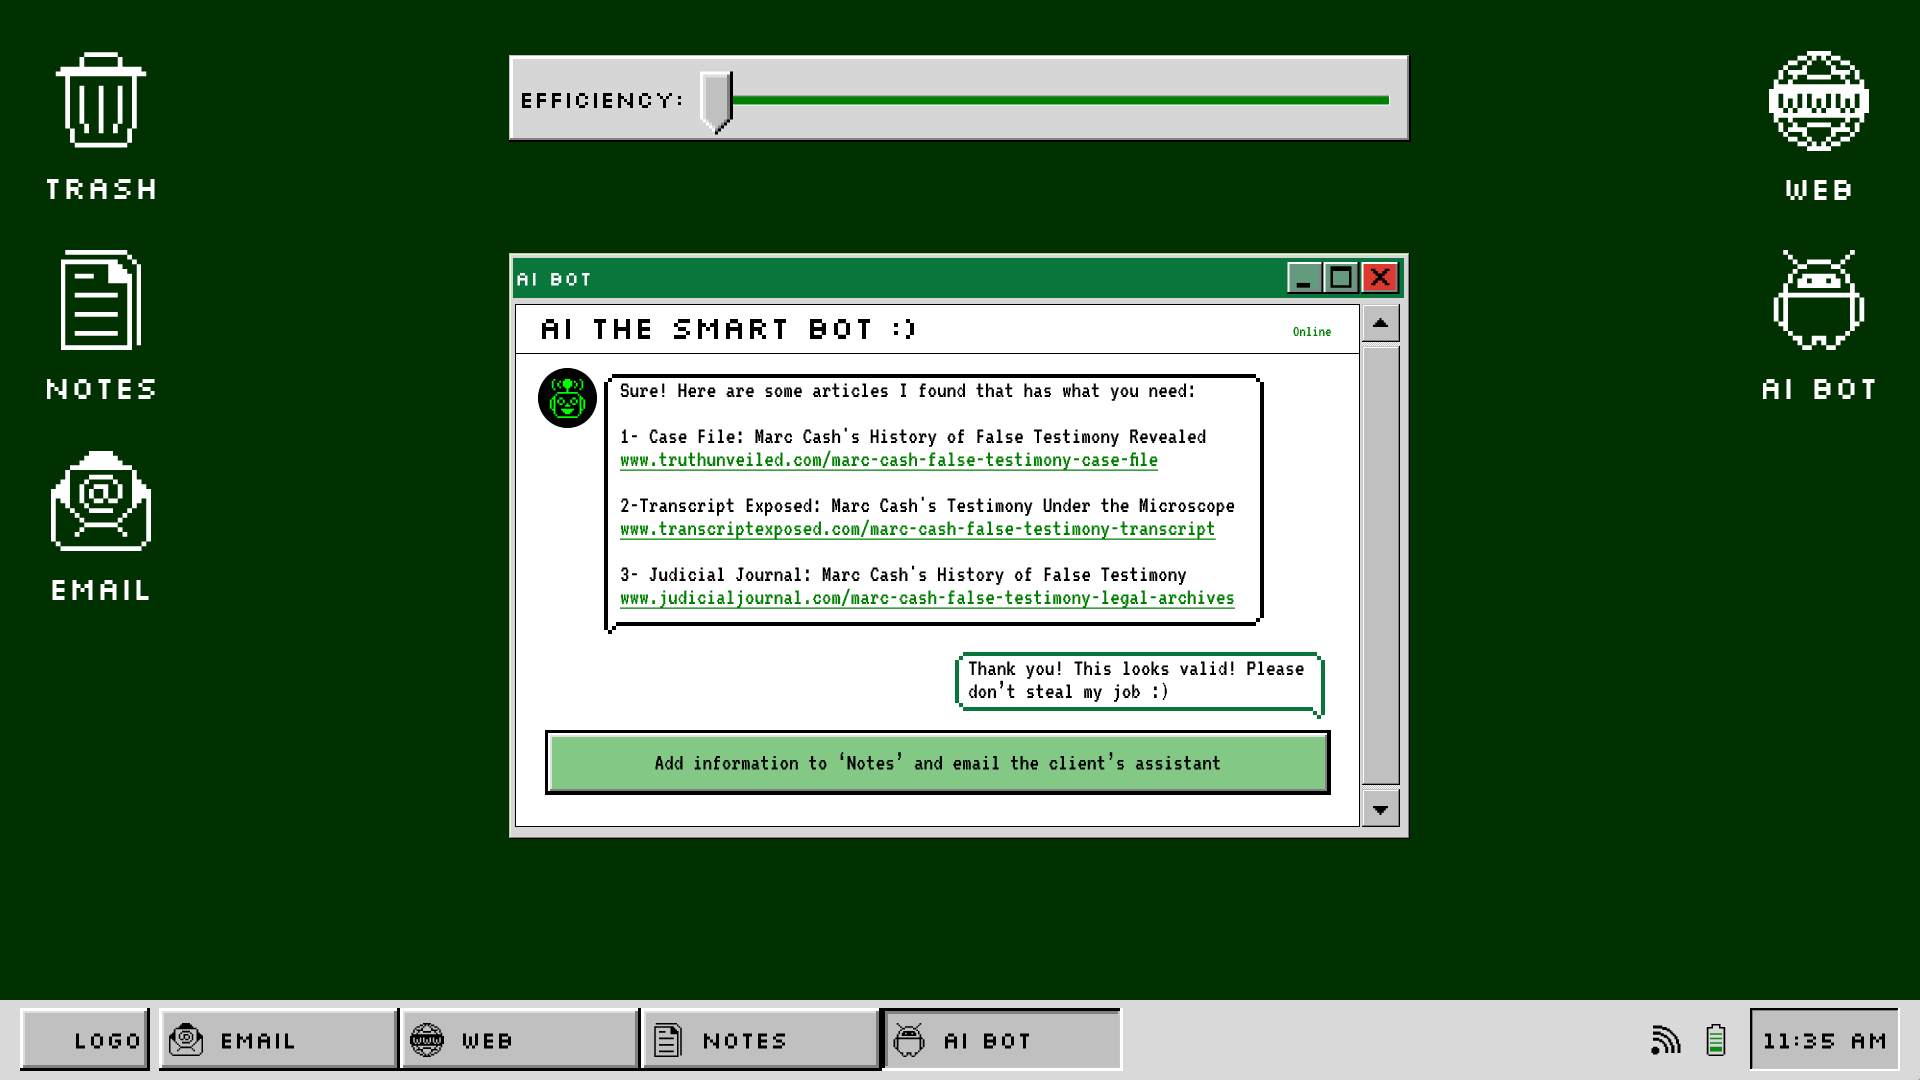 TRASH
NOTES
EMAIL
EFFICIENCY:
WWW
WEB
AI BOT
AI BOT
AI THE SMART BOT :)
Online
Sure! Here are some articles I found that has what you need:
1- Case File: Marc Cash's History of False Testimony Revealed
www.truthunveiled.com/marc-cash-false-testimony-case-file
2-Transcript Exposed: Marc Cash's Testimony Under the Microscope
www.transcriptexposed.com/marc-cash-false-testimony-transcript
3- Judicial Journal: Marc Cash's History of False Testimony
www.judicialjournal.com/marc-cash-false-testimony-legal-archives
Thank you! This looks valid! Please
don’t steal my job :)
Add information to ‘Notes’ and email the client’s assistant
LOGO
EMAIL
WWW
WEB
NOTES
AI BOT
11:35 AM